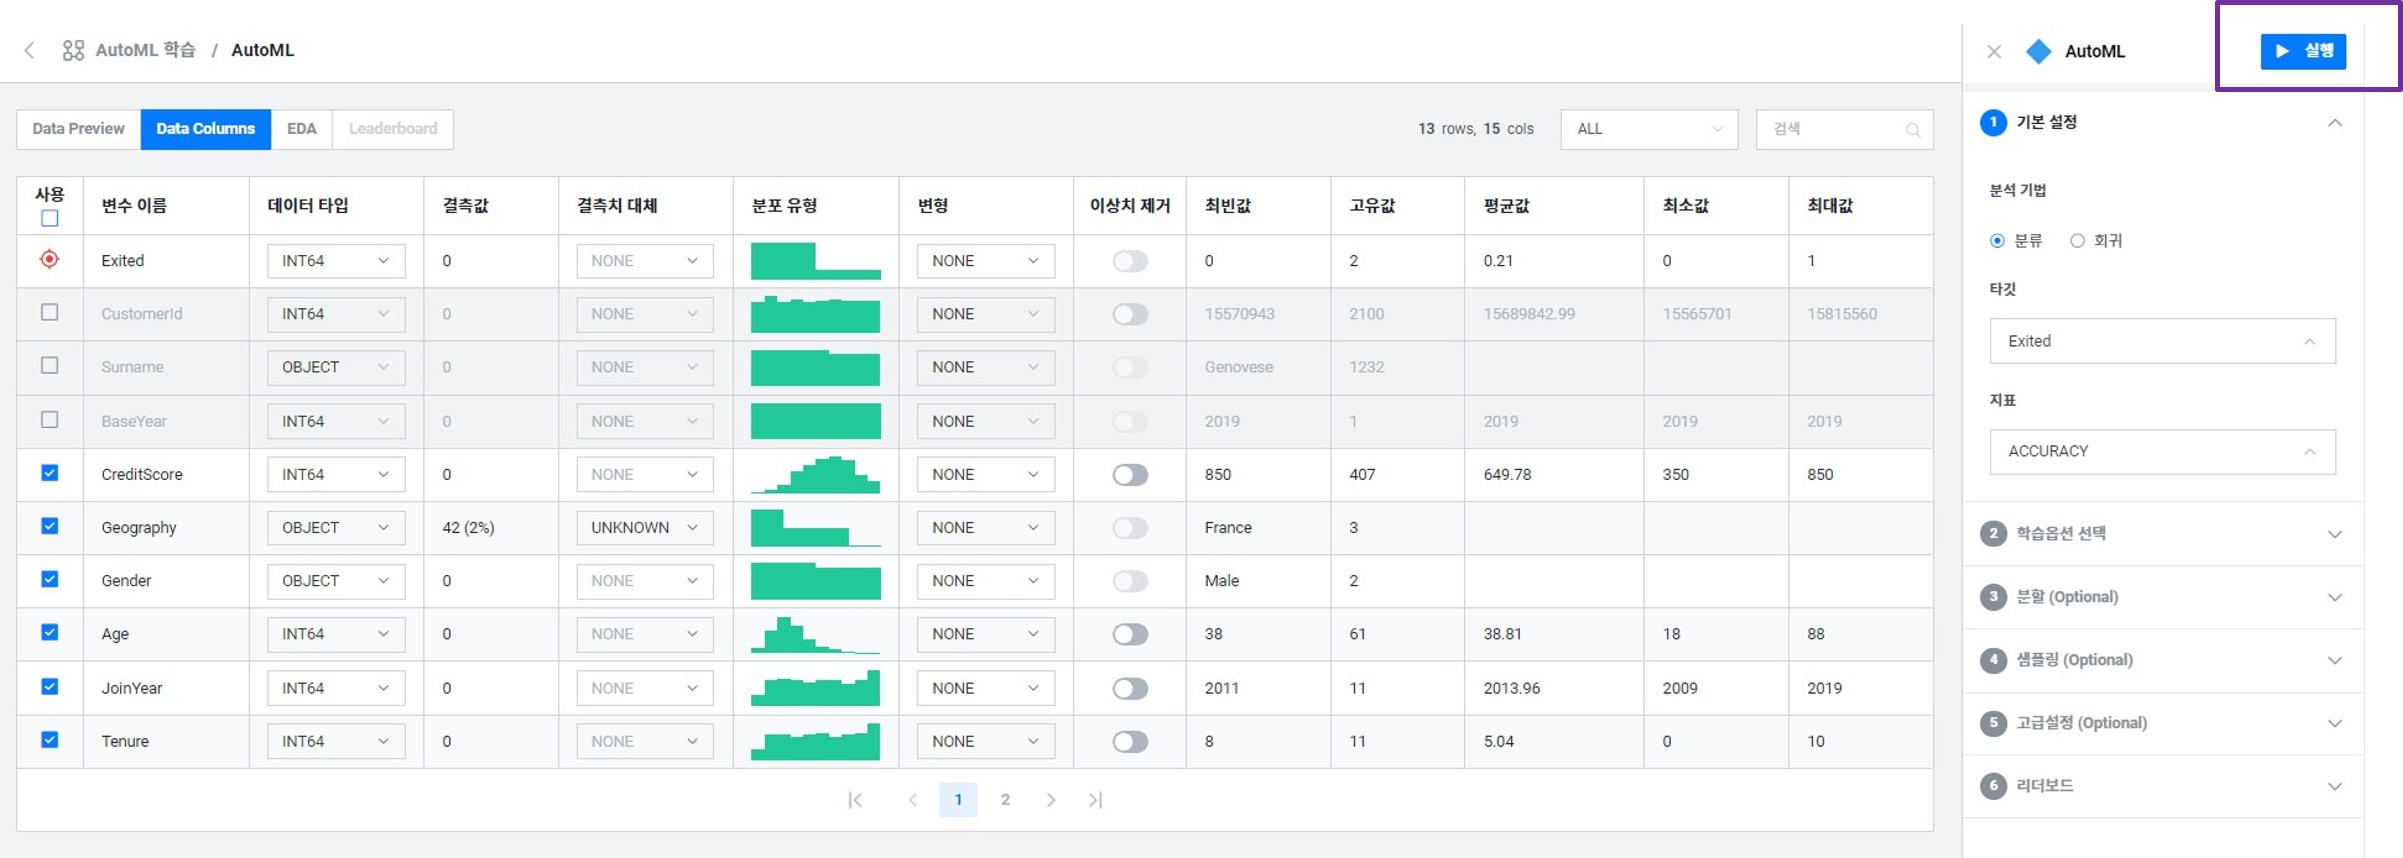 AutoML 학습 / AutoML
AutoML
실행
Data Preview Data Columns EDA Leaderboard
13 rows, 15 cols ALL 검색
사용 변수 이름 데이터 타입 결측값 결측치 대체 분포 유형 변형 이상치 제거 최빈값 고유값 평균값 최소값 최대값
Exited INT64 0 NONE NONE 0 2 0.21 0 1
CustomerId INT64 0 NONE NONE 15570943 2100 15689842.99 15565701 15815560
Surname OBJECT 0 NONE NONE Genovese 1232
BaseYear INT64 0 NONE NONE 2019 1 2019 2019 2019
CreditScore INT64 0 NONE NONE 850 407 649.78 350 850
Geography OBJECT 42 (2%) UNKNOWN NONE France 3
Gender OBJECT 0 NONE NONE Male 2
Age INT64 0 NONE NONE 38 61 38.81 18 88
JoinYear INT64 0 NONE NONE 2011 11 2013.96 2009 2019
Tenure INT64 0 NONE NONE 8 11 5.04 0 10
1 2
1 기본 설정
분석 기법
분류 회귀
타깃
Exited
지표
ACCURACY
2 학습옵션 선택
3 분할 (Optional)
4 샘플링 (Optional)
5 고급설정 (Optional)
6 리더보드